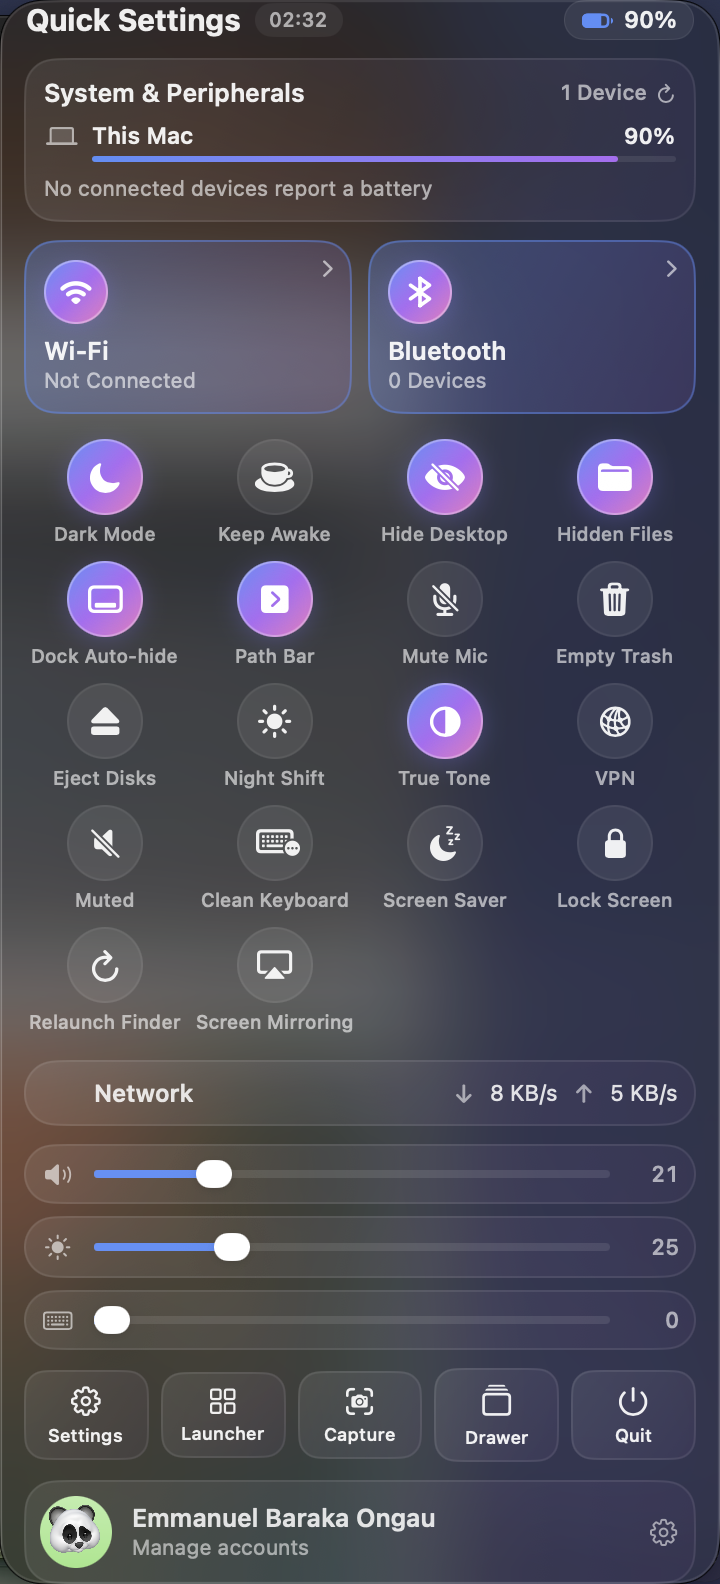 Quick Settings 02:32 90%
System & Peripherals 1 Device
This Mac 90%
No connected devices report a battery
Wi-Fi
Not Connected
Bluetooth
0 Devices
Dark Mode Keep Awake Hide Desktop Hidden Files
Dock Auto-hide Path Bar Mute Mic Empty Trash
Eject Disks Night Shift True Tone VPN
Muted Clean Keyboard Screen Saver Lock Screen
Relaunch Finder Screen Mirroring
Network ↓ 8 KB/s ↑ 5 KB/s
21
25
0
Settings Launcher Capture Drawer Quit
Emmanuel Baraka Ongau
Manage accounts